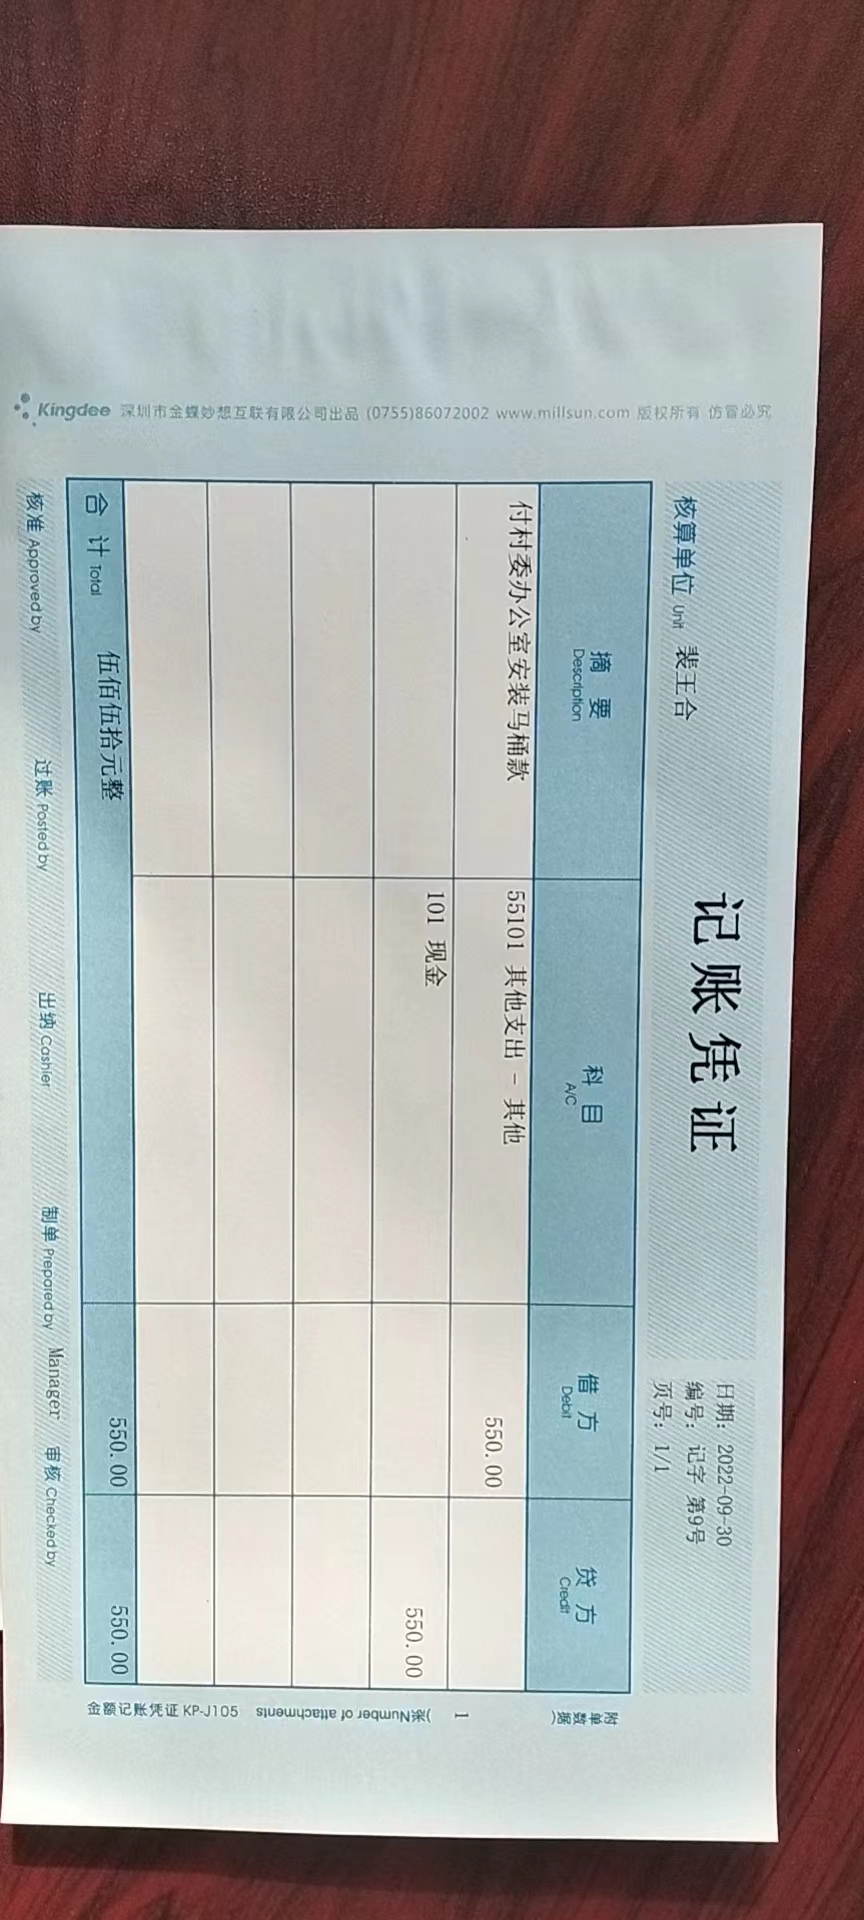 记账凭证
日期：2022-09-30
编号：记字 第9号
页号：1/1
核算单位 Unit 裴王合
摘 要 Description 科 目 A/C 借 方 Debit 贷 方 Credit
付村委办公室安装马桶款 55101 其他支出 - 其他 550.00
101 现金 550.00
合 计 Total 伍佰伍拾元整 550.00 550.00
核准 Approved by 过账 Posted by 出纳 Cashier 制单 Prepared by Manager 审核 Checked by
附单数据( 1 张)Number of attachments
金额记账凭证 KP-J105
Kingdee 深圳市金蝶妙想互联有限公司出品 (0755)86072002 www.millsun.com 版权所有 仿冒必究